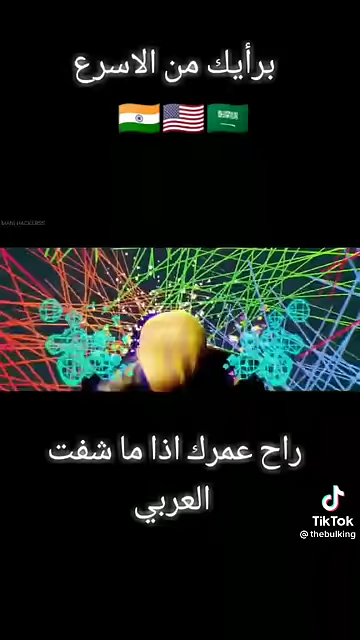 برأيك من الاسرع
راح عمرك اذا ما شفت
العربي
TikTok
@thebulking